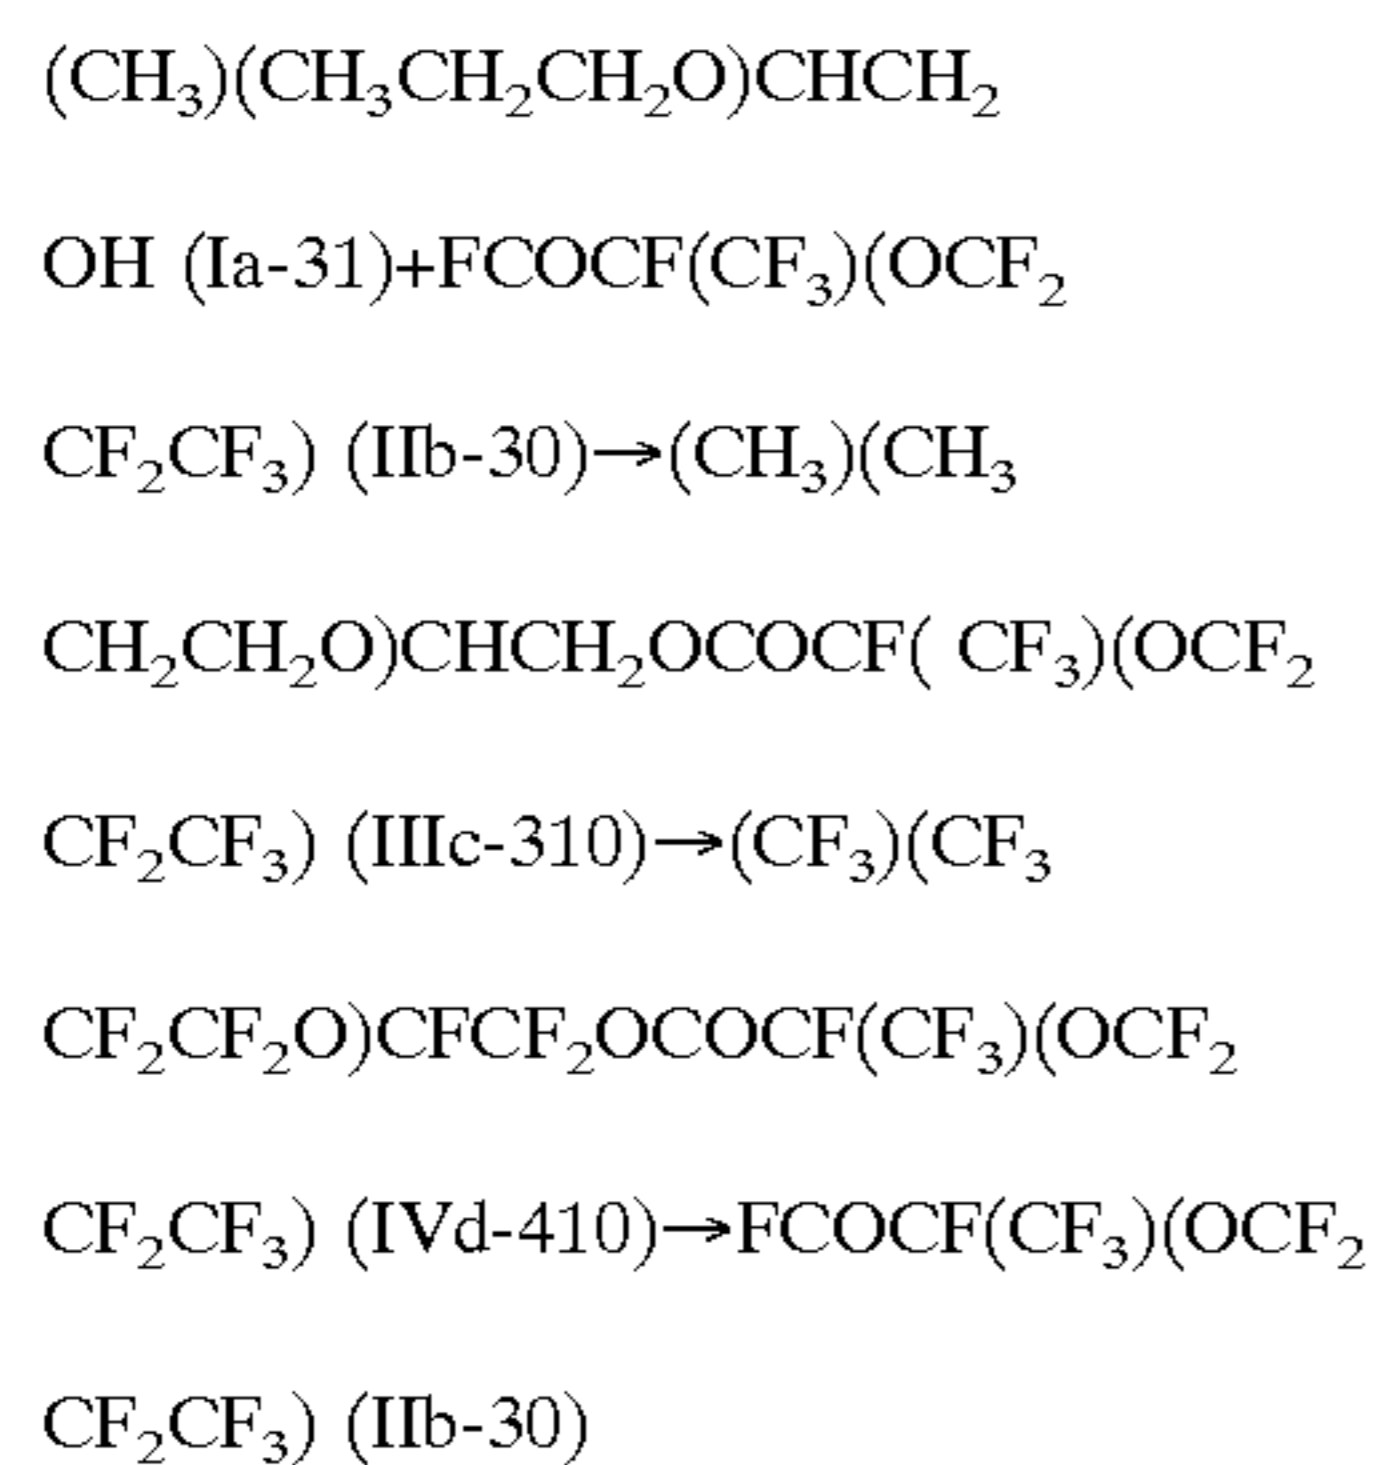 (CH₃)(CH₃CH₂CH₂O)CHCH₂
OH (Ia-31)+FCOCF(CF₃)(OCF₂
CF₂CF₃) (IIb-30)→(CH₃)(CH₃
CH₂CH₂O)CHCH₂OCOCF( CF₃)(OCF₂
CF₂CF₃) (IIIc-310)→(CF₃)(CF₃
CF₂CF₂O)CFCF₂OCOCF(CF₃)(OCF₂
CF₂CF₃) (IVd-410)→FCOCF(CF₃)(OCF₂
CF₂CF₃) (IIb-30)